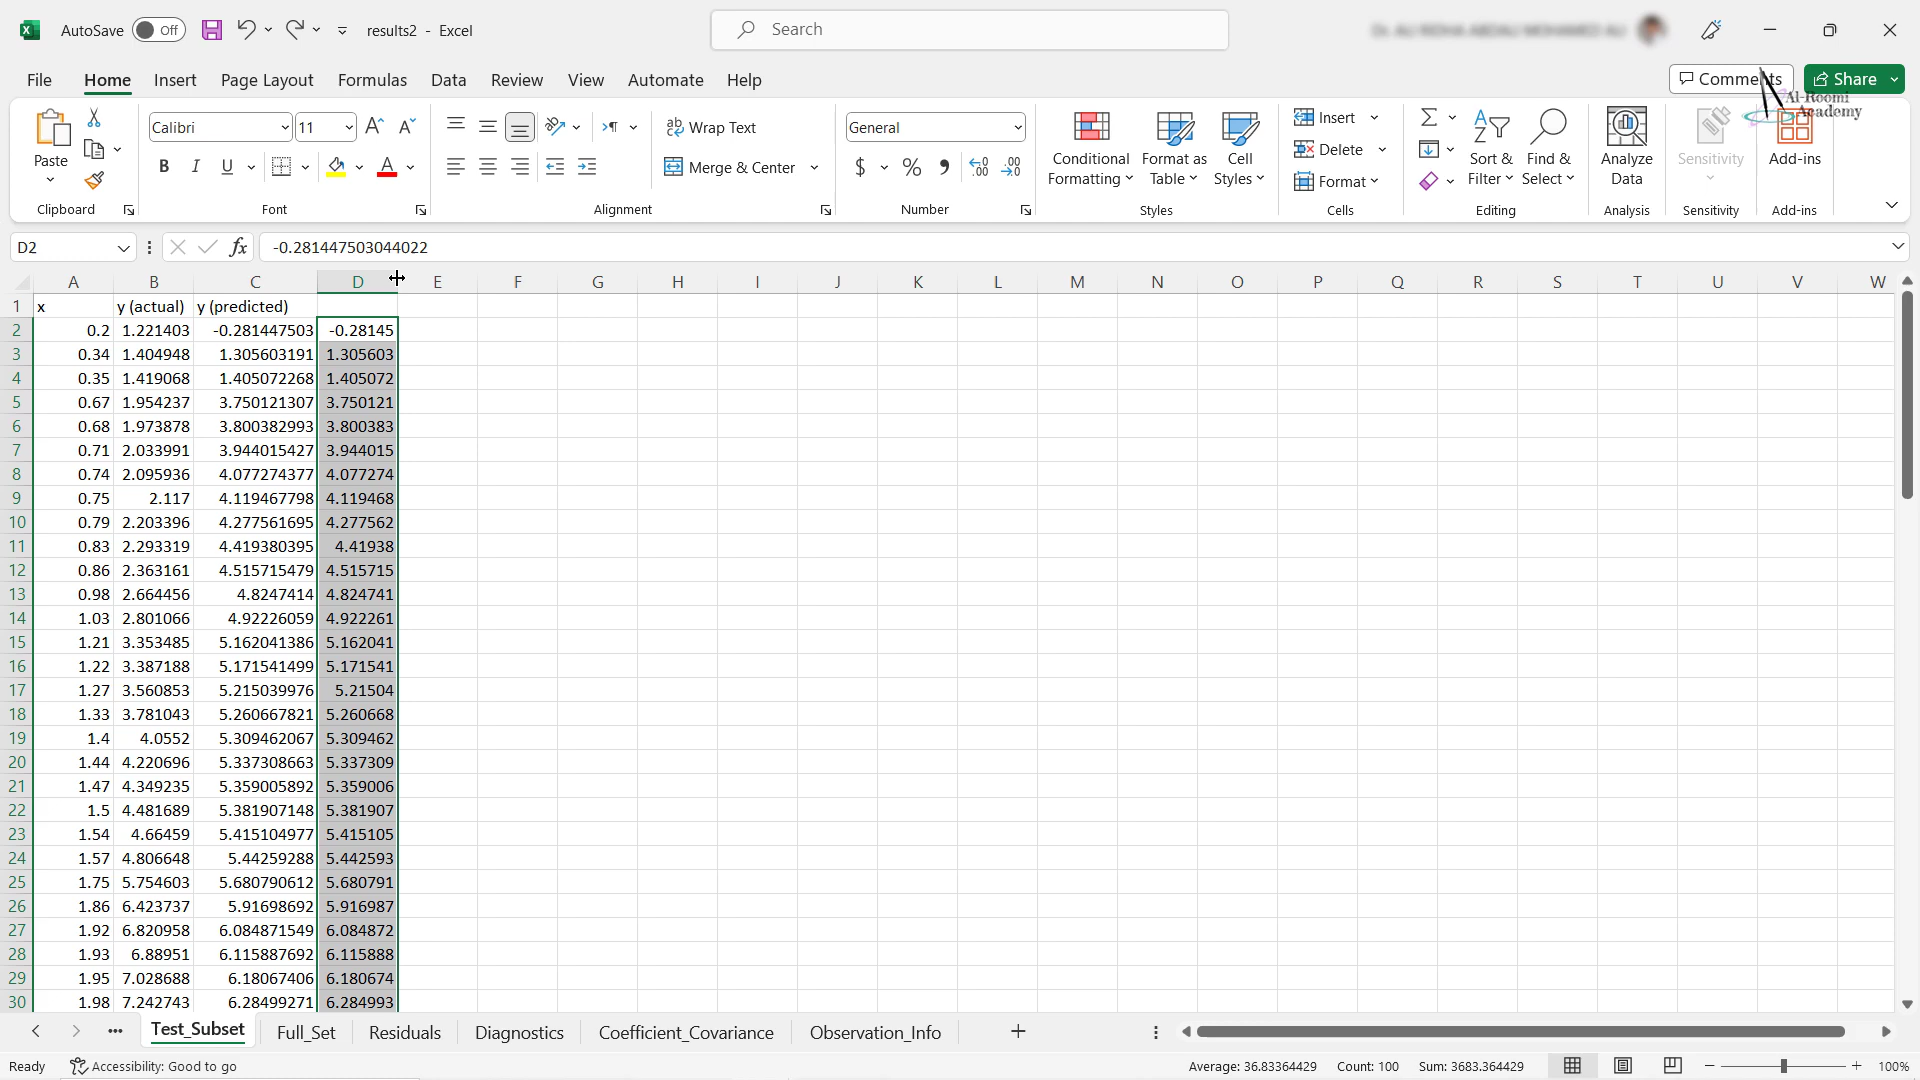 AutoSave Off results2 - Excel Search
File Home Insert Page Layout Formulas Data Review View Automate Help Comments Share
Al-Roomi Academy
Paste
Calibri 11
Wrap Text
Merge & Center
General
Conditional Formatting
Format as Table
Cell Styles
Insert
Delete
Format
Sort & Filter
Find & Select
Analyze Data
Sensitivity
Add-ins
Clipboard Font Alignment Number Styles Cells Editing Analysis Sensitivity Add-ins
D2 fx -0.281447503044022
A B C D E F G H I J K L M N O P Q R S T U V W
1 x y (actual) y (predicted)
2 0.2 1.221403 -0.281447503 -0.28145
3 0.34 1.404948 1.305603191 1.305603
4 0.35 1.419068 1.405072268 1.405072
5 0.67 1.954237 3.750121307 3.750121
6 0.68 1.973878 3.800382993 3.800383
7 0.71 2.033991 3.944015427 3.944015
8 0.74 2.095936 4.077274377 4.077274
9 0.75 2.117 4.119467798 4.119468
10 0.79 2.203396 4.277561695 4.277562
11 0.83 2.293319 4.419380395 4.41938
12 0.86 2.363161 4.515715479 4.515715
13 0.98 2.664456 4.8247414 4.824741
14 1.03 2.801066 4.92226059 4.922261
15 1.21 3.353485 5.162041386 5.162041
16 1.22 3.387188 5.171541499 5.171541
17 1.27 3.560853 5.215039976 5.21504
18 1.33 3.781043 5.260667821 5.260668
19 1.4 4.0552 5.309462067 5.309462
20 1.44 4.220696 5.337308663 5.337309
21 1.47 4.349235 5.359005892 5.359006
22 1.5 4.481689 5.381907148 5.381907
23 1.54 4.66459 5.415104977 5.415105
24 1.57 4.806648 5.44259288 5.442593
25 1.75 5.754603 5.680790612 5.680791
26 1.86 6.423737 5.91698692 5.916987
27 1.92 6.820958 6.084871549 6.084872
28 1.93 6.88951 6.115887692 6.115888
29 1.95 7.028688 6.18067406 6.180674
30 1.98 7.242743 6.28499271 6.284993
Test_Subset Full_Set Residuals Diagnostics Coefficient_Covariance Observation_Info
Ready Accessibility: Good to go Average: 36.83364429 Count: 100 Sum: 3683.364429 100%